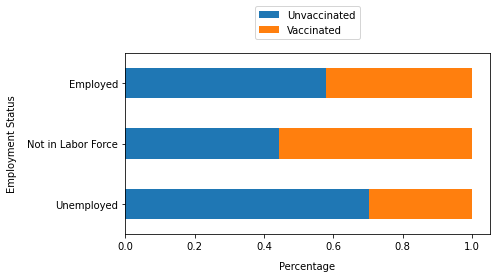 Unvaccinated
Vaccinated
Employed
Not in Labor Force
Unemployed
Employment Status
0.0 0.2 0.4 0.6 0.8 1.0
Percentage